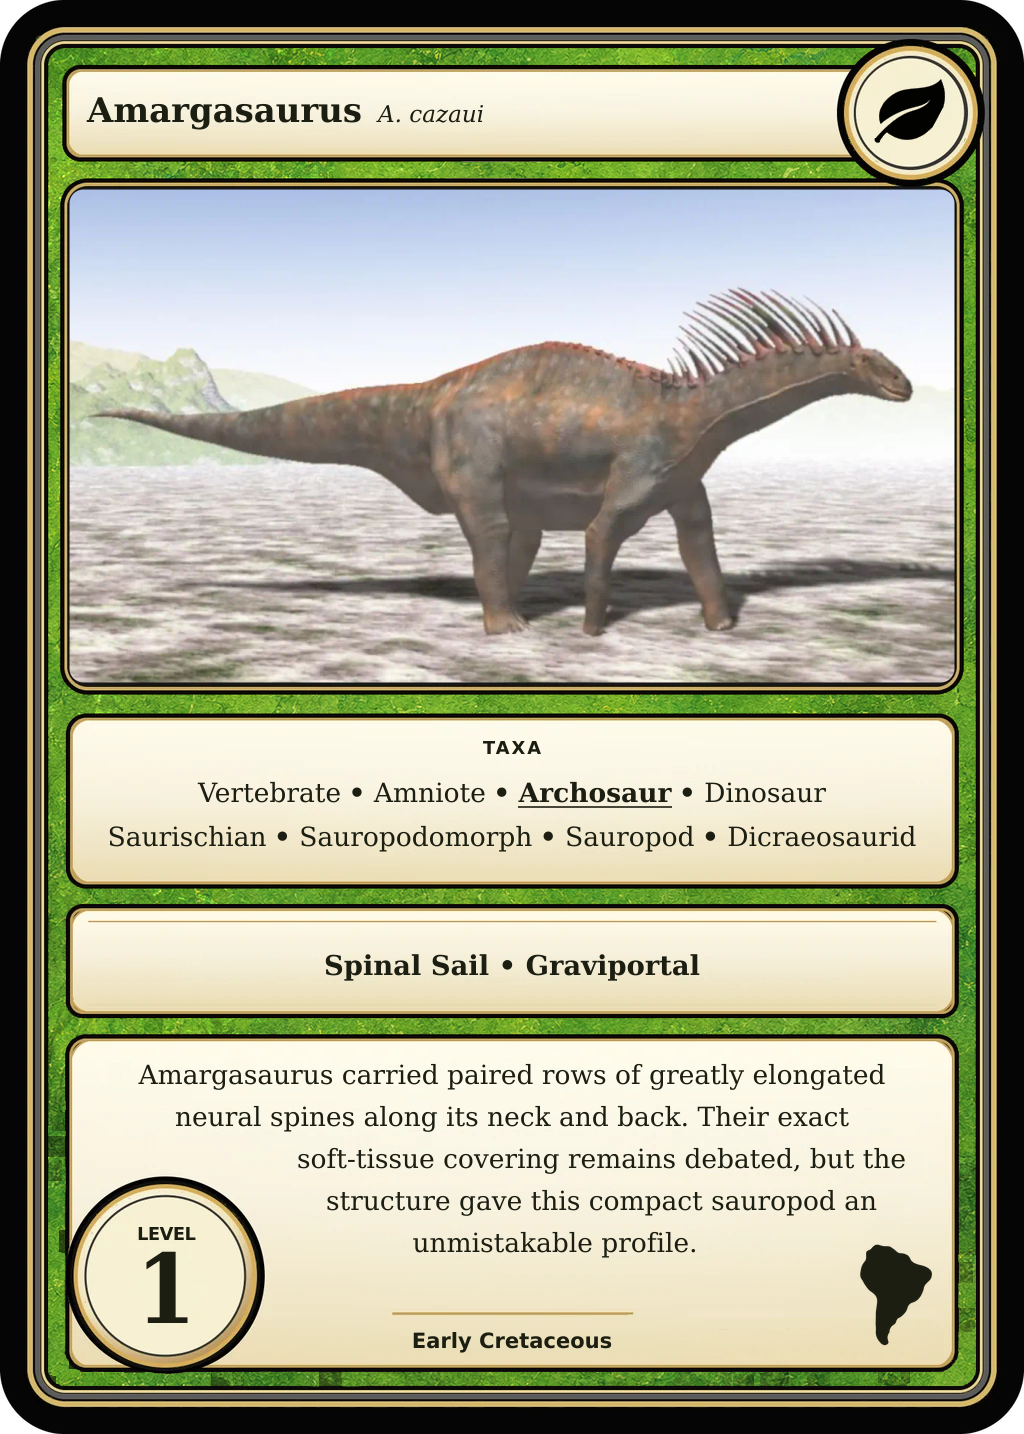 Amargasaurus A. cazaui
TAXA
Vertebrate • Amniote • Archosaur • Dinosaur
Saurischian • Sauropodomorph • Sauropod • Dicraeosaurid
Spinal Sail • Graviportal
Amargasaurus carried paired rows of greatly elongated
neural spines along its neck and back. Their exact
soft-tissue covering remains debated, but the
structure gave this compact sauropod an
unmistakable profile.
LEVEL
1
Early Cretaceous